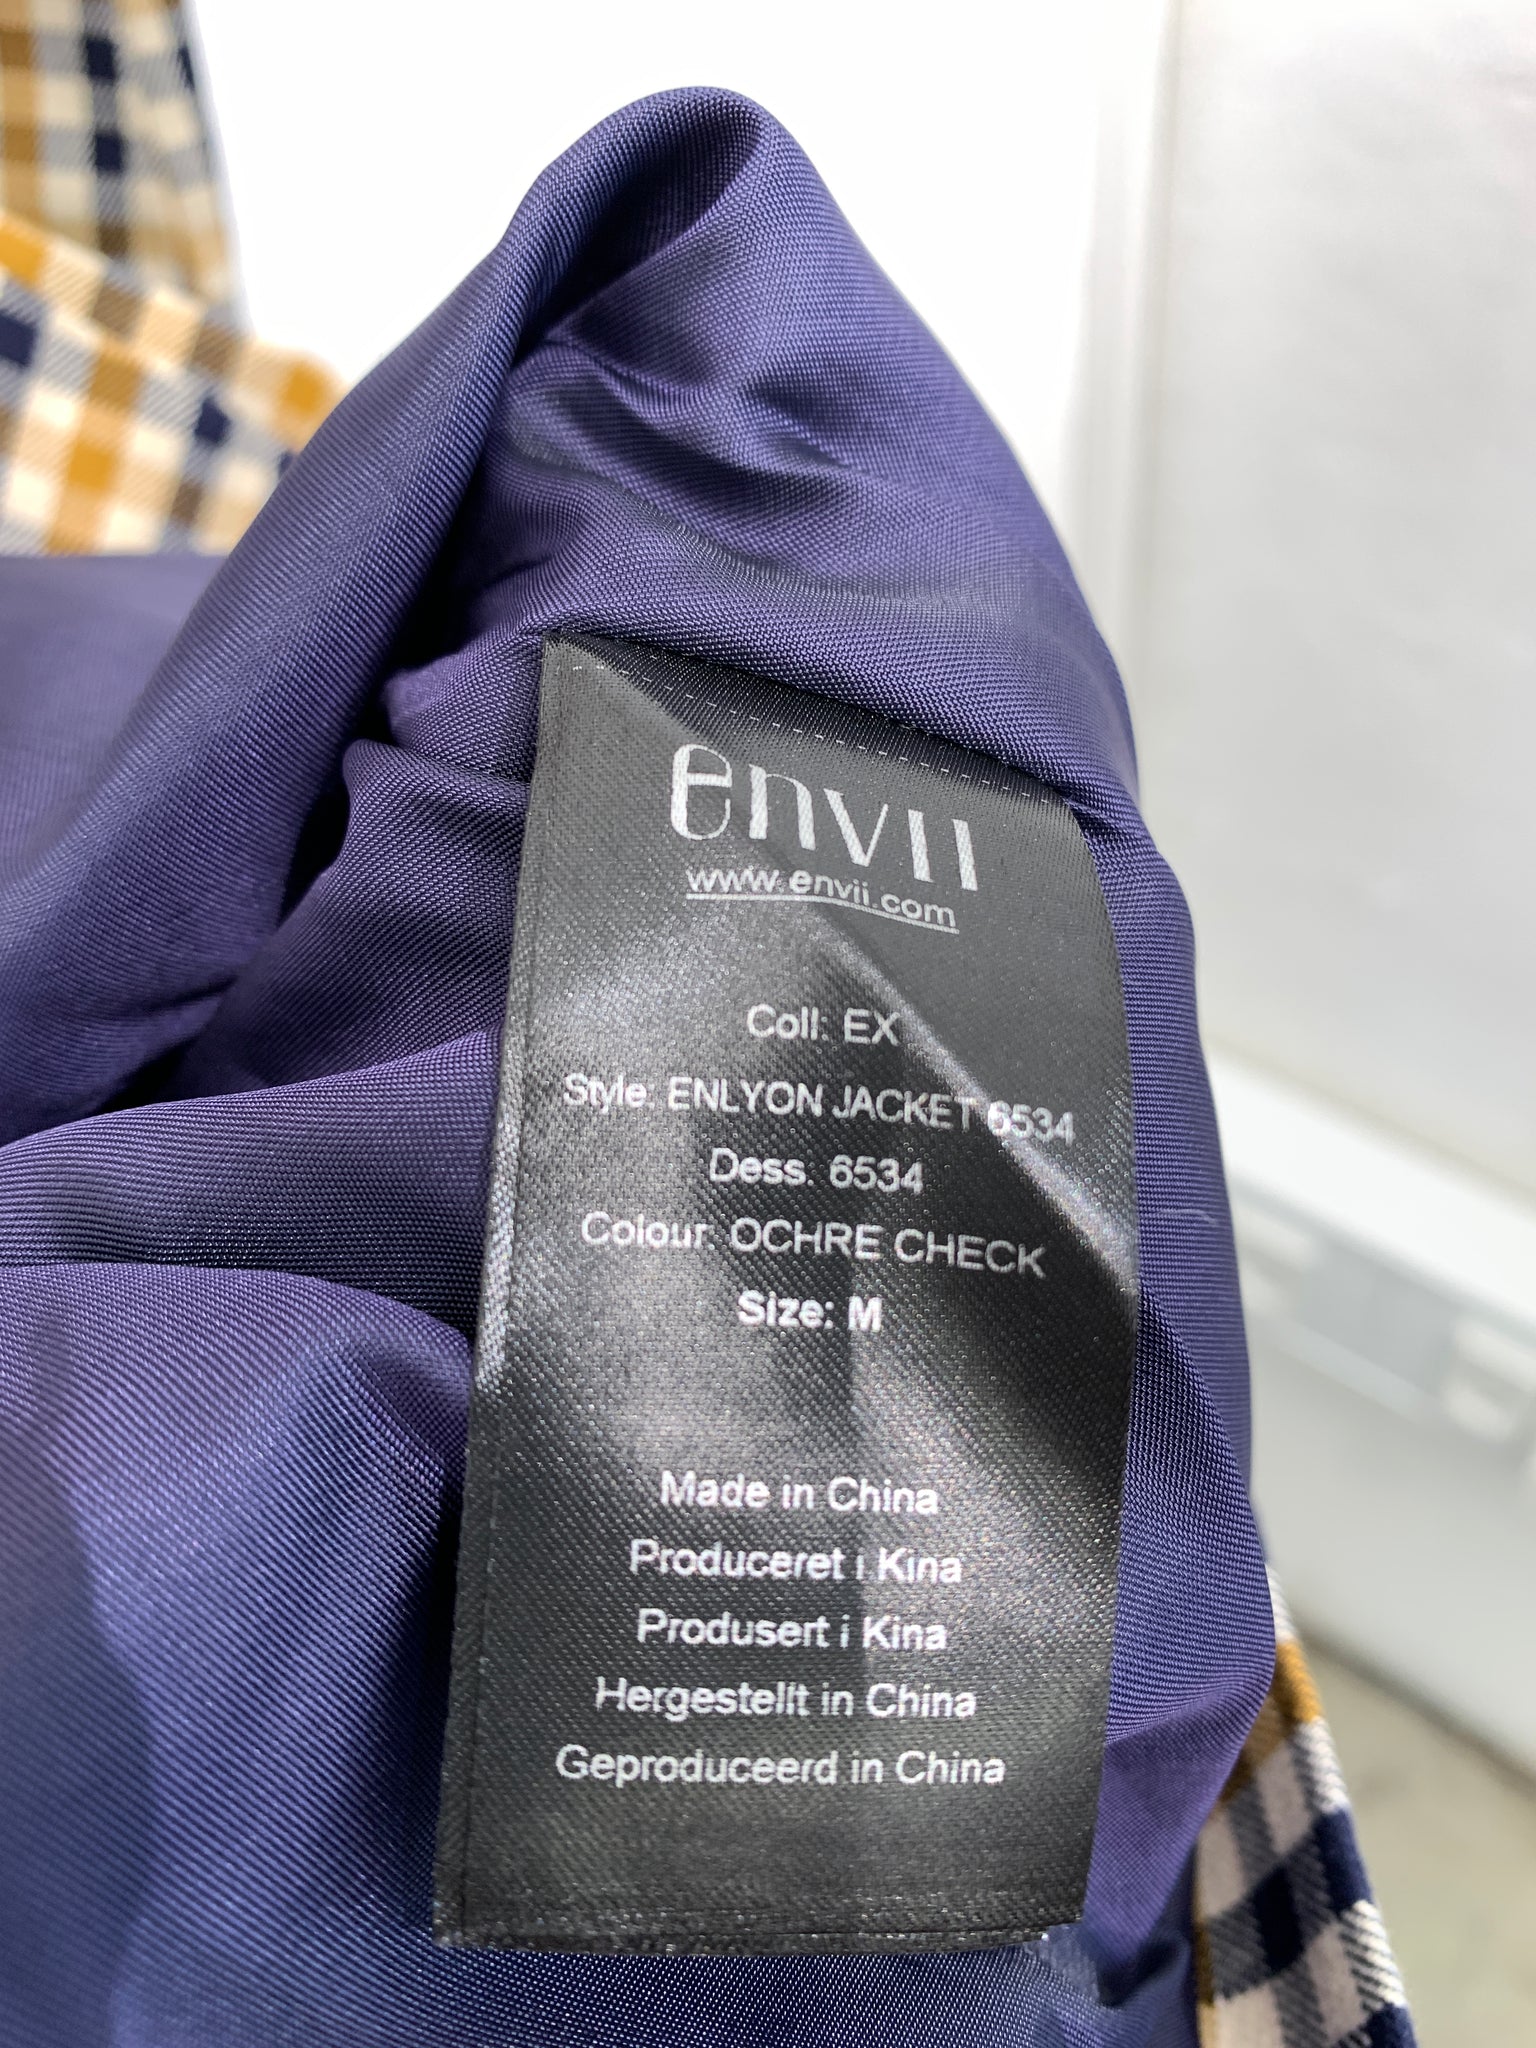 envii
www.envii.com
Coll: EX
Style: ENLYON JACKET 6534
Dess. 6534
Colour: OCHRE CHECK
Size: M
Made in China
Produceret i Kina
Produsert i Kina
Hergestellt in China
Geproduceerd in China